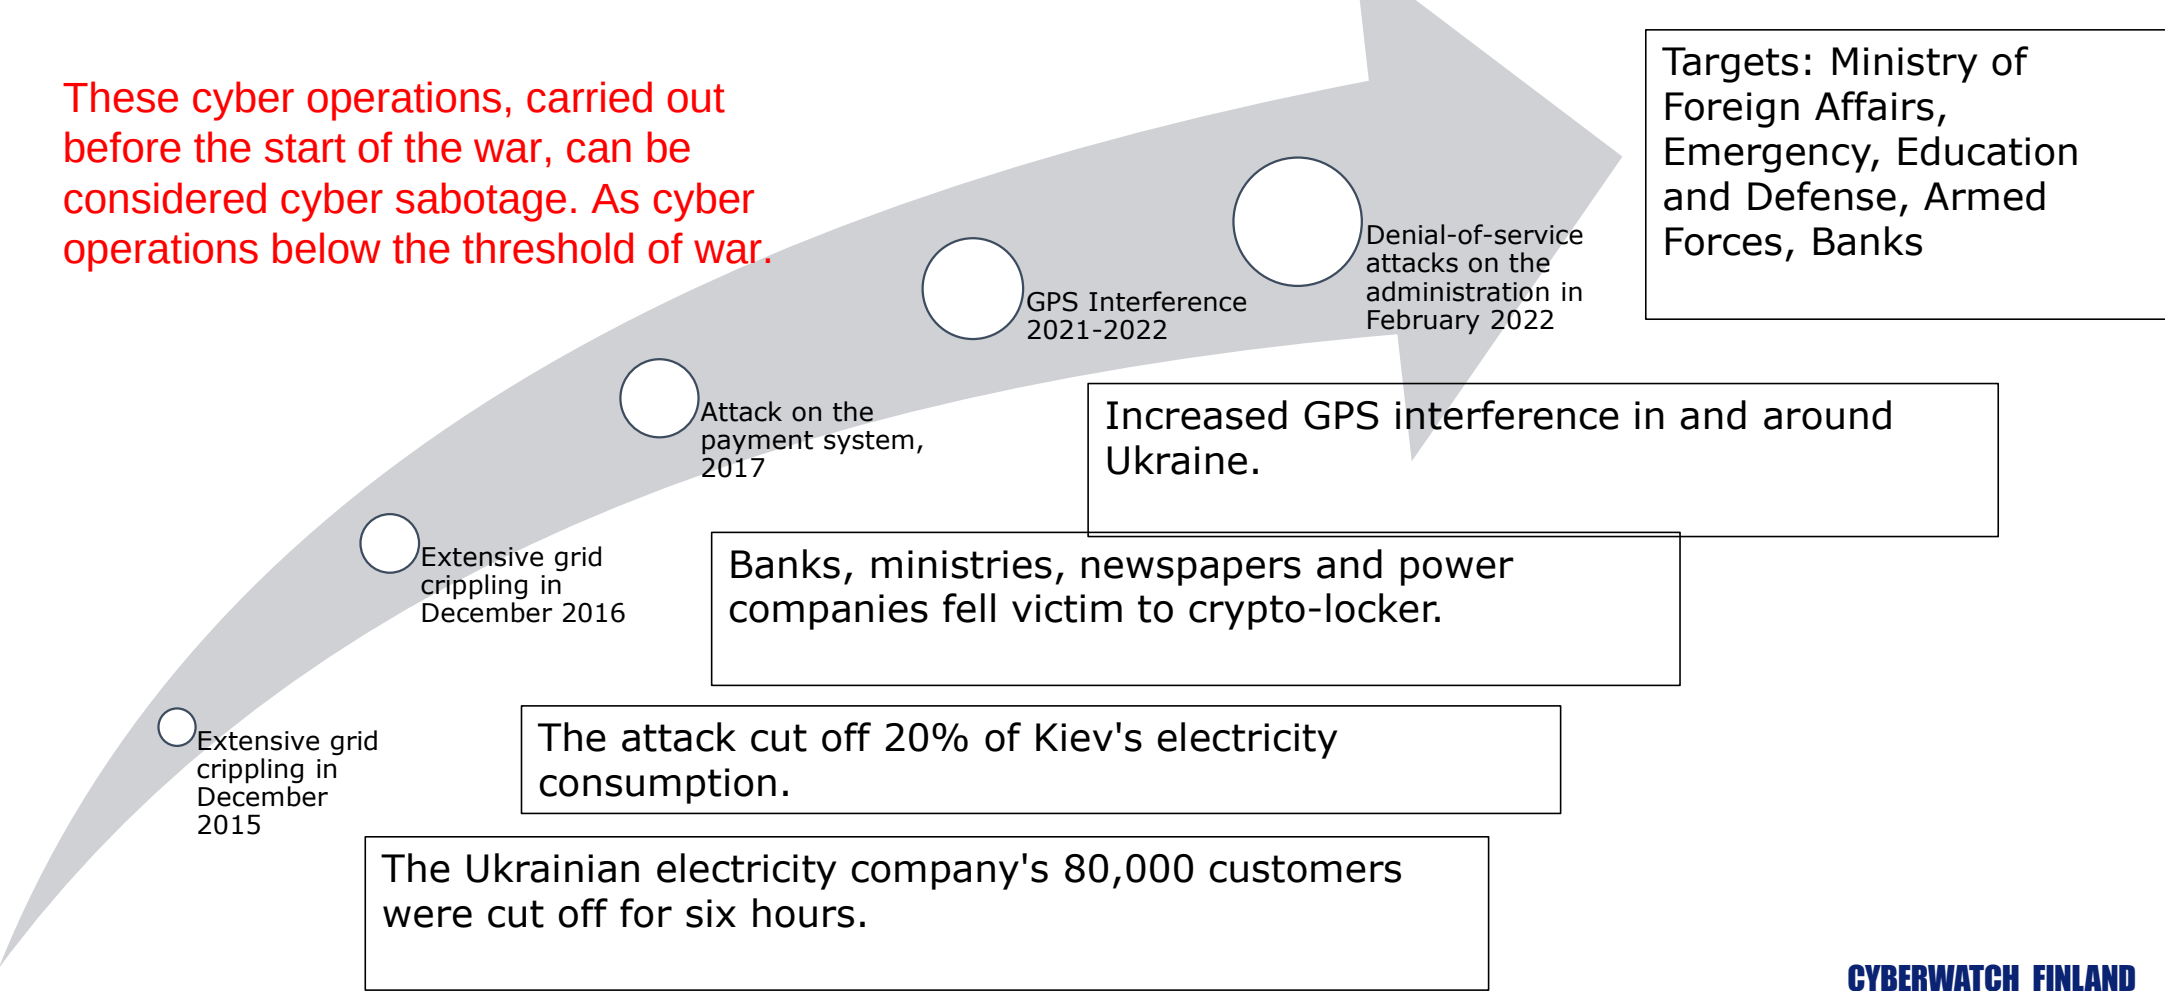 These cyber operations, carried out
before the start of the war, can be
considered cyber sabotage. As cyber
operations below the threshold of war.
Targets: Ministry of
Foreign Affairs,
Emergency, Education
and Defense, Armed
Forces, Banks
Denial-of-service
attacks on the
administration in
February 2022
GPS Interference
2021-2022
Increased GPS interference in and around
Ukraine.
Attack on the
payment system,
2017
Banks, ministries, newspapers and power
companies fell victim to crypto-locker.
Extensive grid
crippling in
December 2016
The attack cut off 20% of Kiev's electricity
consumption.
Extensive grid
crippling in
December
2015
The Ukrainian electricity company's 80,000 customers
were cut off for six hours.
CYBERWATCH FINLAND